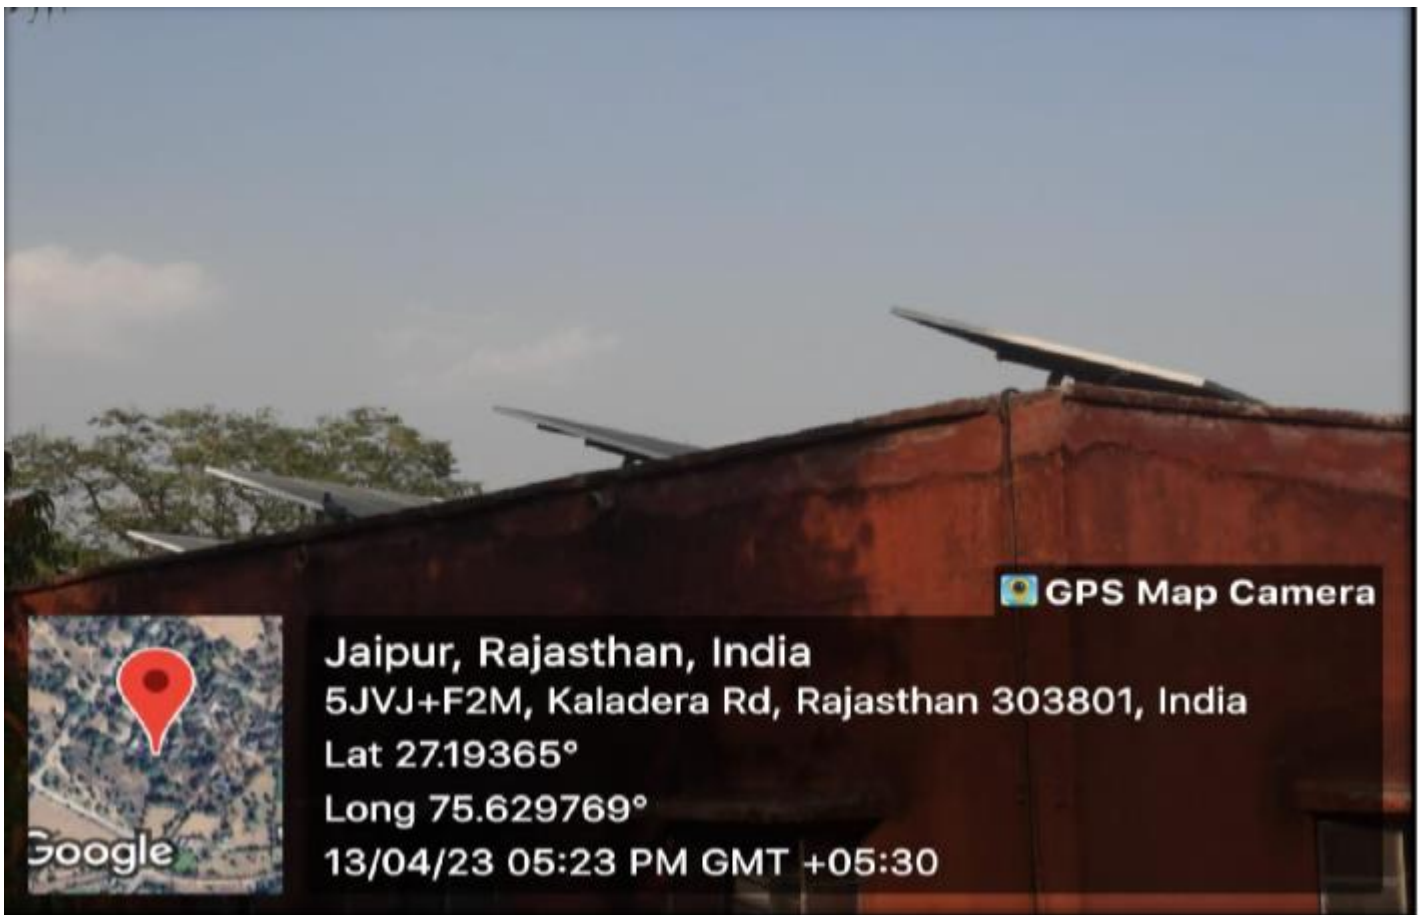 GPS Map Camera
Jaipur, Rajasthan, India
5JVJ+F2M, Kaladera Rd, Rajasthan 303801, India
Lat 27.19365°
Long 75.629769°
13/04/23 05:23 PM GMT +05:30
Google